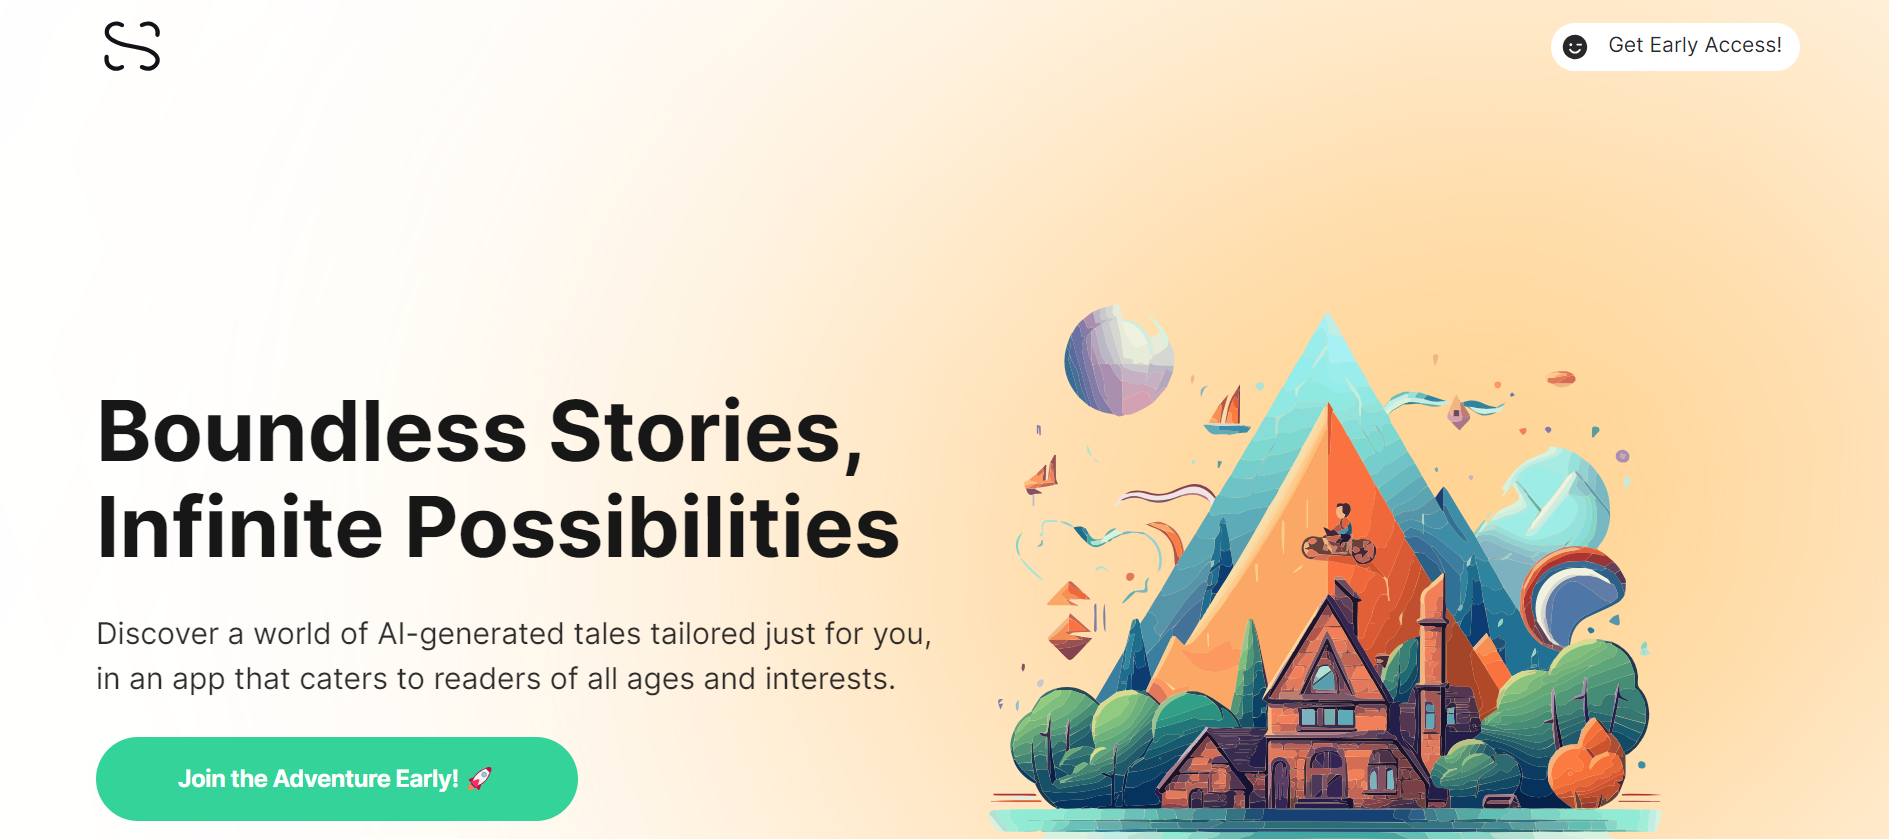 Get Early Access!
Boundless Stories,
Infinite Possibilities
Discover a world of AI-generated tales tailored just for you,
in an app that caters to readers of all ages and interests.
Join the Adventure Early! 🚀